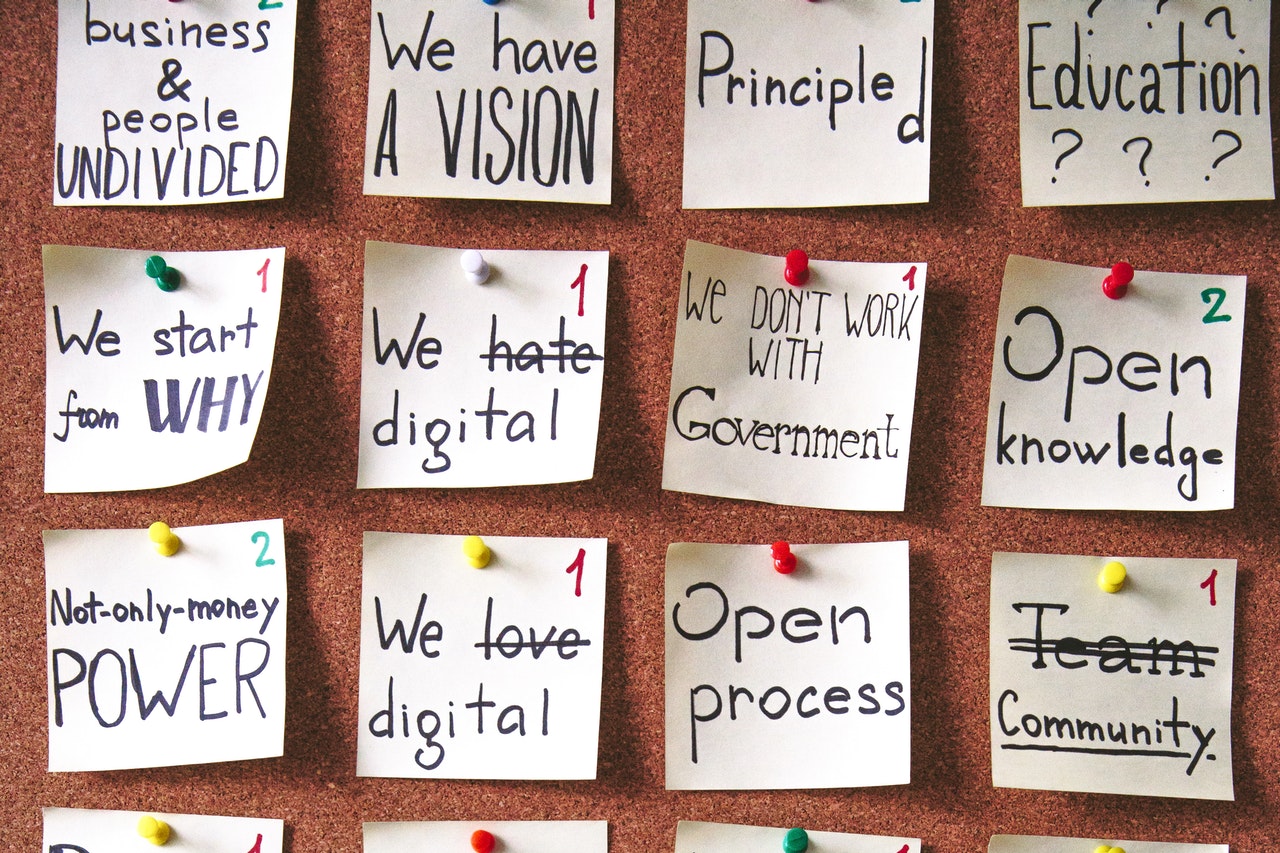 2
business
&
people
UNDIVIDED
1
We have
A VISION
Principle
d
? ? ?
Education
? ? ?
1
We start
from WHY
1
We hate
digital
1
WE DON'T WORK
WITH
Government
2
Open
knowledge
2
Not-only-money
POWER
1
We love
digital
Open
process
1
Team
Community.